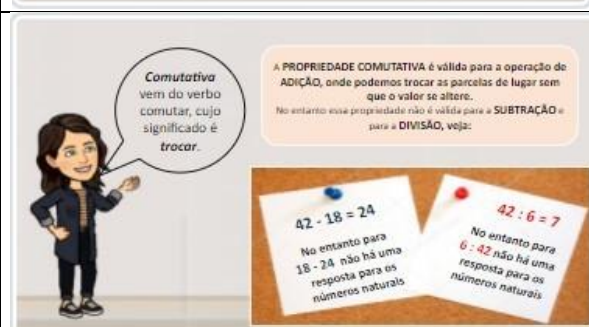 Comutativa
vem do verbo
comutar, cujo
significado é
trocar.
A PROPRIEDADE COMUTATIVA é válida para a operação de
ADIÇÃO, onde podemos trocar as parcelas de lugar sem
que o valor se altere.
No entanto essa propriedade não é válida para a SUBTRAÇÃO e
para a DIVISÃO, veja:
42 - 18 = 24
No entanto para
18 - 24 não há uma
resposta para os
números naturais
42 : 6 = 7
No entanto para
6 : 42 não há uma
resposta para os
números naturais